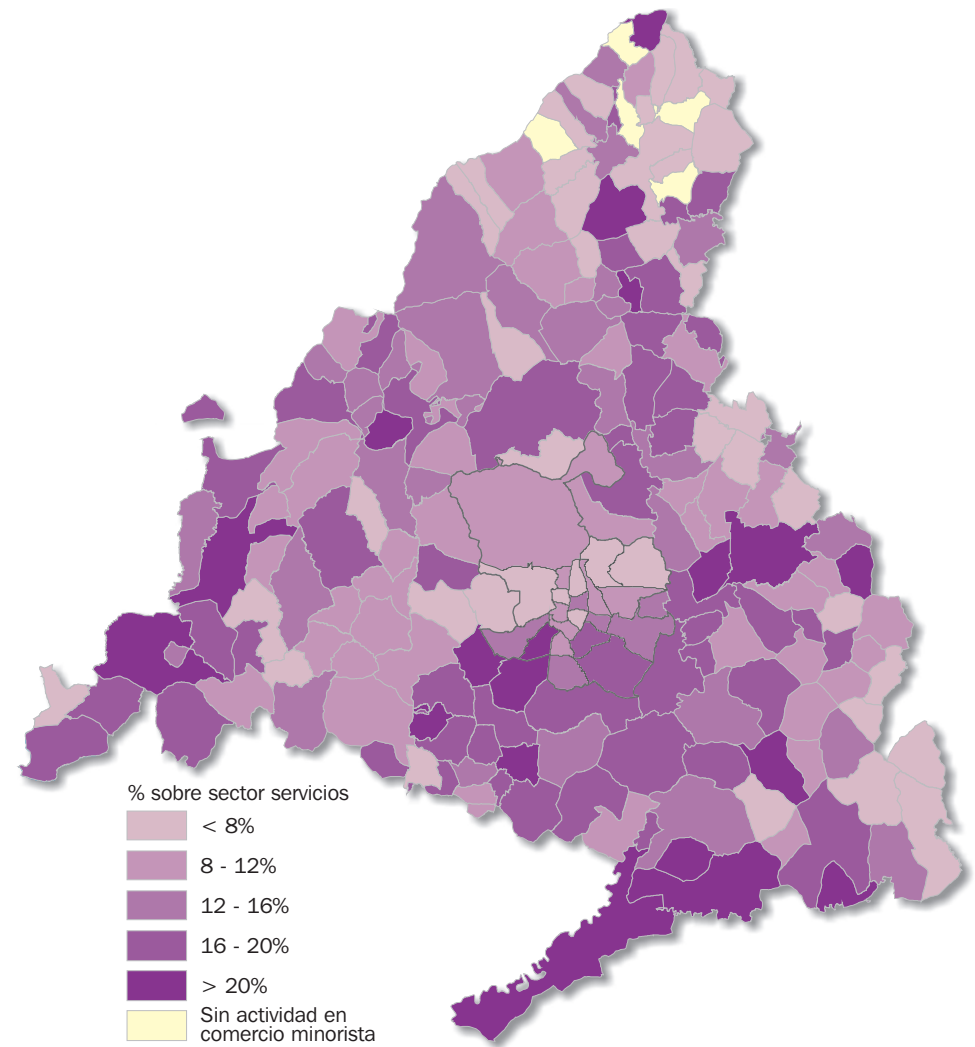 % sobre sector servicios
< 8%
8 - 12%
12 - 16%
16 - 20%
> 20%
Sin actividad en
comercio minorista